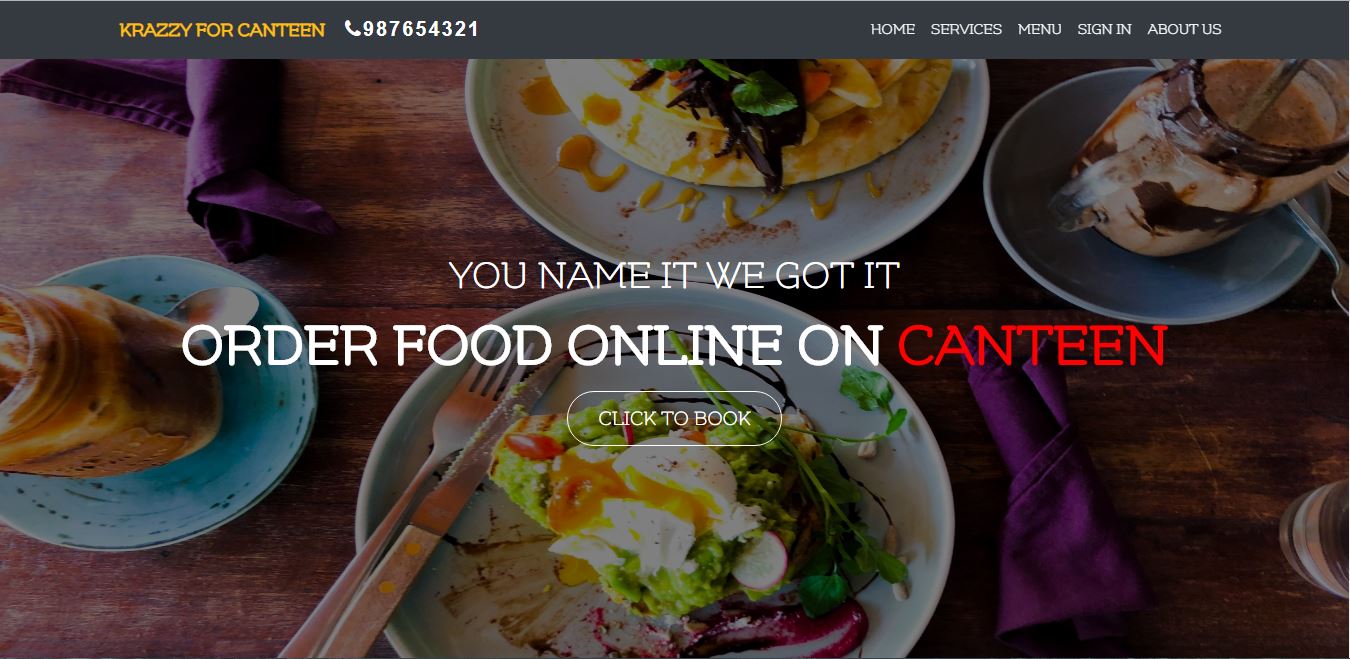 KRAZZY FOR CANTEEN 987654321 HOME SERVICES MENU SIGN IN ABOUT US
YOU NAME IT WE GOT IT
ORDER FOOD ONLINE ON CANTEEN
CLICK TO BOOK